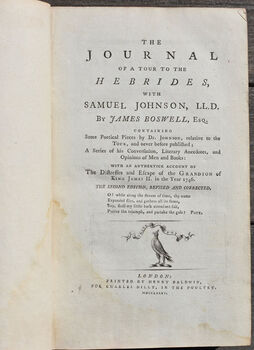 THE
JOURNAL
OF A TOUR TO THE
HEBRIDES,
WITH
SAMUEL JOHNSON, LL.D.
By JAMES BOSWELL, Esq;
CONTAINING
Some Poetical Pieces by Dr. JOHNSON, relative to the
TOUR, and never before published;
A Series of his Conversation, Literary Anecdotes, and
Opinions of Men and Books:
WITH AN AUTHENTICK ACCOUNT OF
The Distresses and Escape of the GRANDSON of
KING JAMES II. in the Year 1746.
THE SECOND EDITION, REVISED AND CORRECTED.
O! while along the stream of time, thy name
Expanded flies, and gathers all its fame,
Say, shall my little bark attendant sail,
Pursue the triumph, and partake the gale? POPE.
LONDON:
PRINTED BY HENRY BALDWIN,
FOR CHARLES DILLY, IN THE POULTRY.